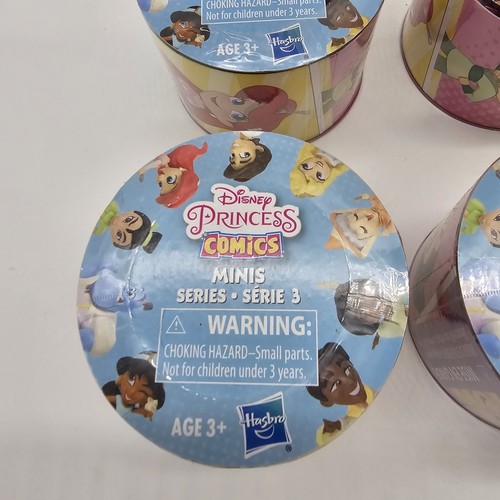 CHOKING HAZARD–Small parts.
Not for children under 3 years.
AGE 3+
Hasbro
Disney
PRINCESS
COMICS
MINIS
SERIES • SÉRIE 3
WARNING:
CHOKING HAZARD–Small parts.
Not for children under 3 years.
AGE 3+
Hasbro
®